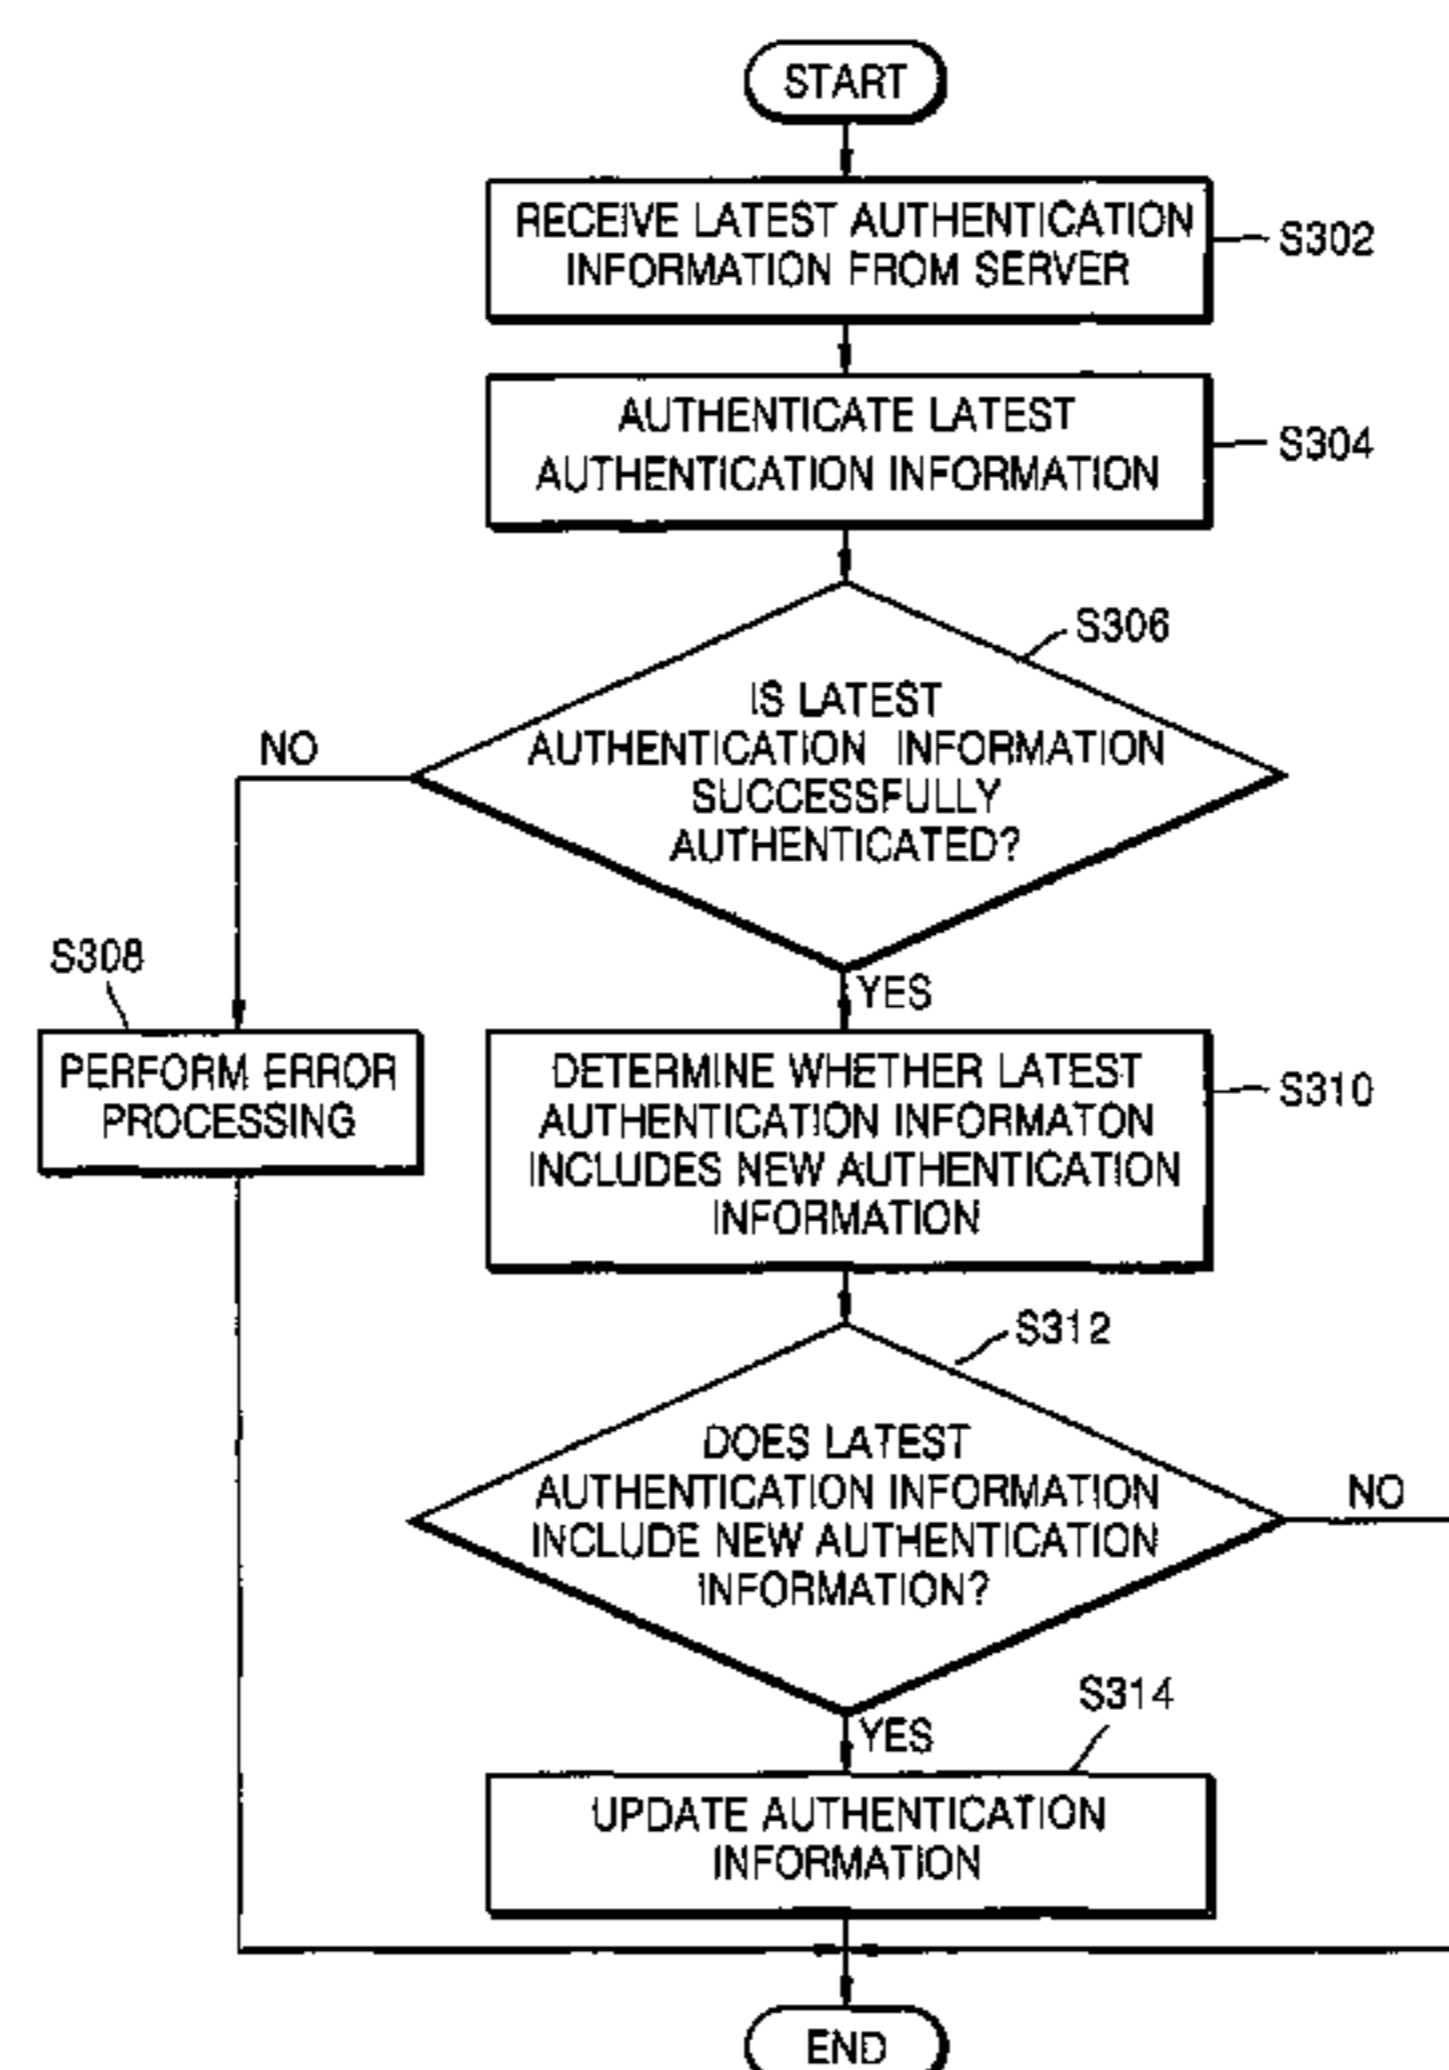 START
RECEIVE LATEST AUTHENTICATION
INFORMATION FROM SERVER
S302
AUTHENTICATE LATEST
AUTHENTICATION INFORMATION
S304
S306
IS LATEST
AUTHENTICATION INFORMATION
SUCCESSFULLY
AUTHENTICATED?
NO
YES
S308
PERFORM ERROR
PROCESSING
DETERMINE WHETHER LATEST
AUTHENTICATION INFORMATON
INCLUDES NEW AUTHENTICATION
INFORMATION
S310
S312
DOES LATEST
AUTHENTICATION INFORMATION
INCLUDE NEW AUTHENTICATION
INFORMATION?
NO
YES
S314
UPDATE AUTHENTICATION
INFORMATION
END